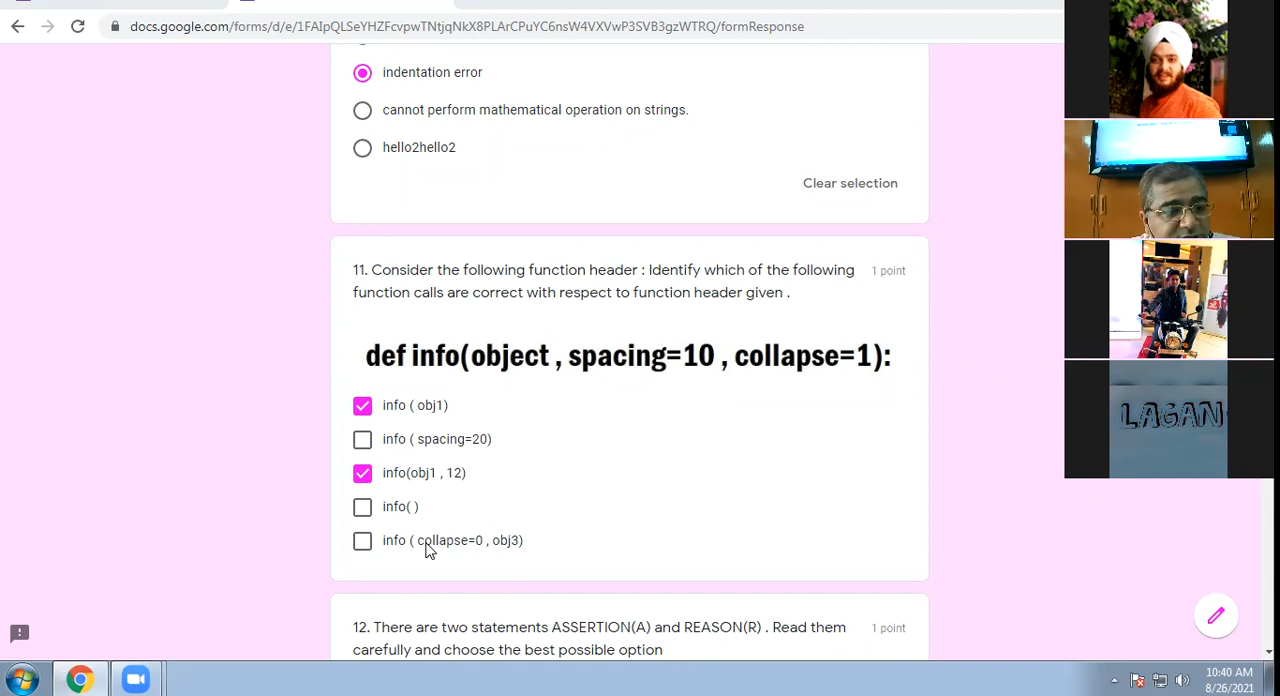 docs.google.com/forms/d/e/1FAIpQLSeYHZFcvpwTNtjqNkX8PLArCPuYC6nsW4VXVwP3SVB3gzWTRQ/formResponse
indentation error
cannot perform mathematical operation on strings.
hello2hello2
Clear selection
11. Consider the following function header : Identify which of the following 1 point
function calls are correct with respect to function header given .
def info(object , spacing=10 , collapse=1):
info ( obj1)
info ( spacing=20)
info(obj1 , 12)
info( )
info ( collapse=0 , obj3)
12. There are two statements ASSERTION(A) and REASON(R) . Read them 1 point
carefully and choose the best possible option
LAGAN
10:40 AM
8/26/2021